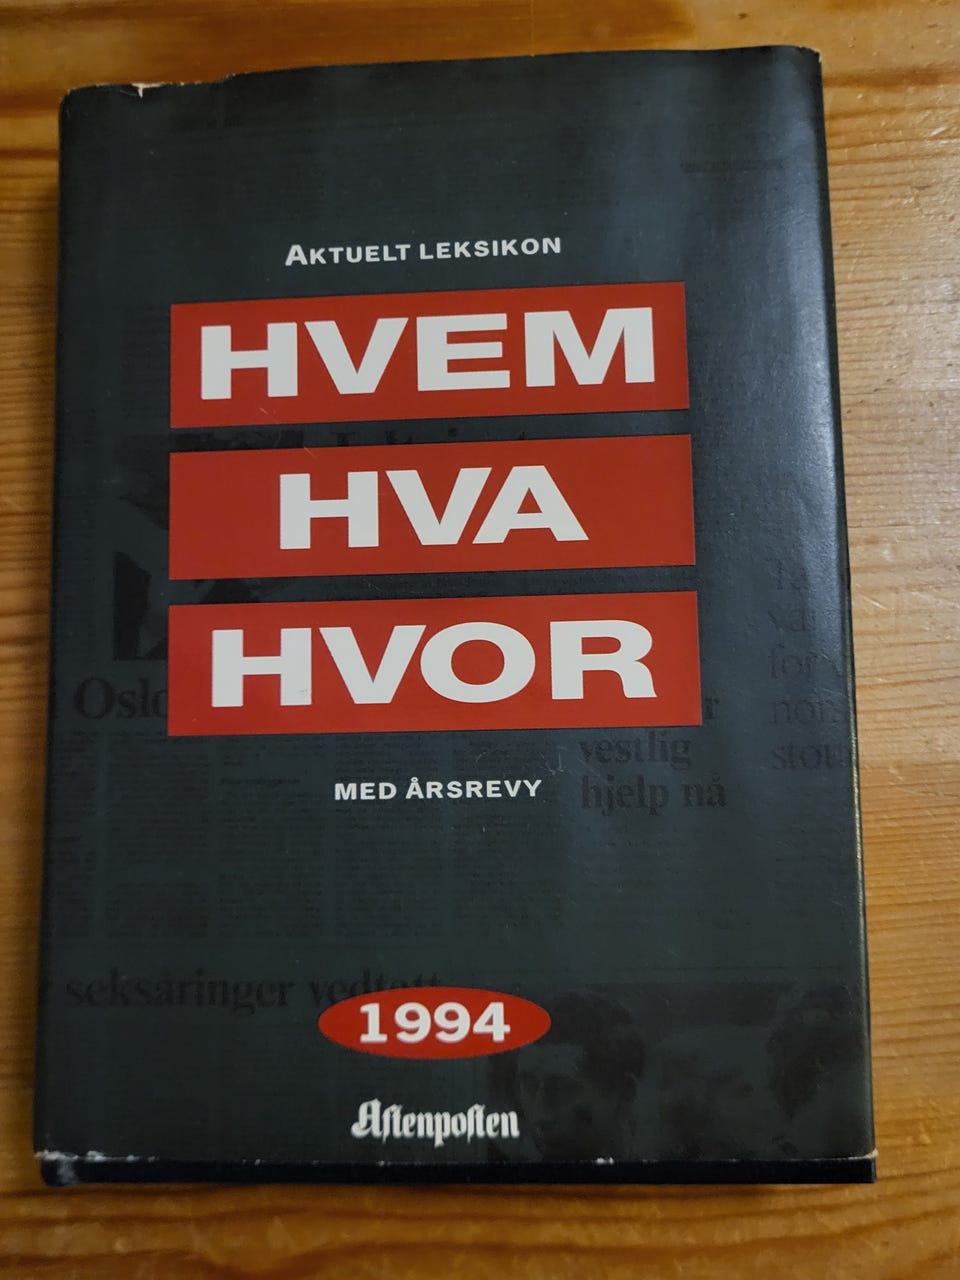 AKTUELT LEKSIKON
HVEM
HVA
HVOR
Oslo
vestlig
hjelp nå
MED ÅRSREVY
seksåringer vedtatt
1994
Aftenposten